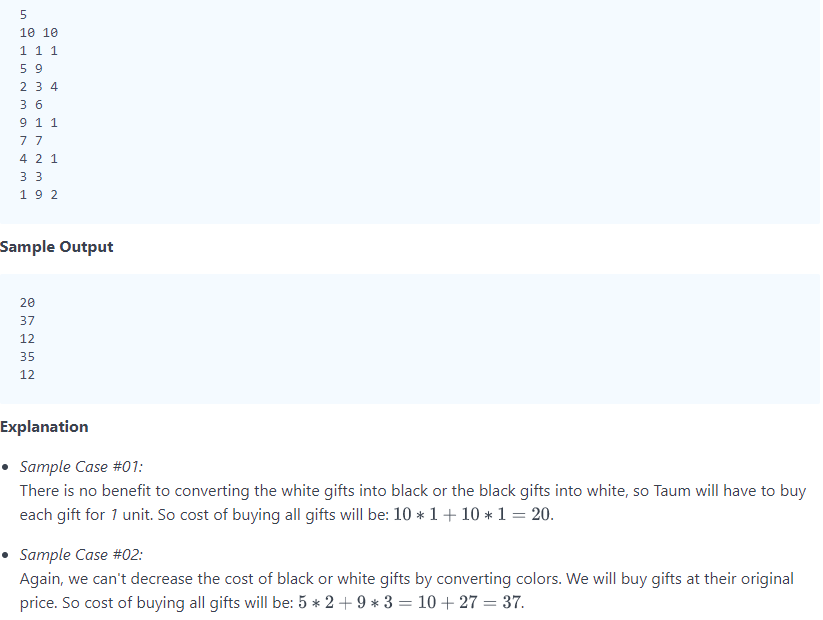 5
10 10
1 1 1
5 9
2 3 4
3 6
9 1 1
7 7
4 2 1
3 3
1 9 2
Sample Output
20
37
12
35
12
Explanation
• Sample Case #01:
There is no benefit to converting the white gifts into black or the black gifts into white, so Taum will have to buy
each gift for 1 unit. So cost of buying all gifts will be: 10 * 1 + 10 * 1 = 20.
• Sample Case #02:
Again, we can't decrease the cost of black or white gifts by converting colors. We will buy gifts at their original
price. So cost of buying all gifts will be: 5 * 2 + 9 * 3 = 10 + 27 = 37.